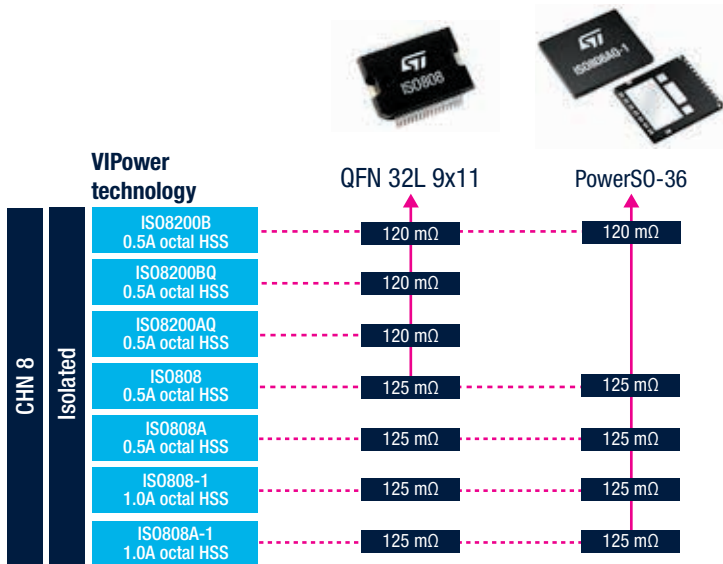 ST
ISO808
ST
ISO808AQ-1
VIPower
technology
QFN 32L 9x11
PowerSO-36
CHN 8
Isolated
ISO8200B
0.5A octal HSS
120 mΩ
120 mΩ
ISO8200BQ
0.5A octal HSS
120 mΩ
ISO8200AQ
0.5A octal HSS
120 mΩ
ISO808
0.5A octal HSS
125 mΩ
125 mΩ
ISO808A
0.5A octal HSS
125 mΩ
125 mΩ
ISO808-1
1.0A octal HSS
125 mΩ
125 mΩ
ISO808A-1
1.0A octal HSS
125 mΩ
125 mΩ